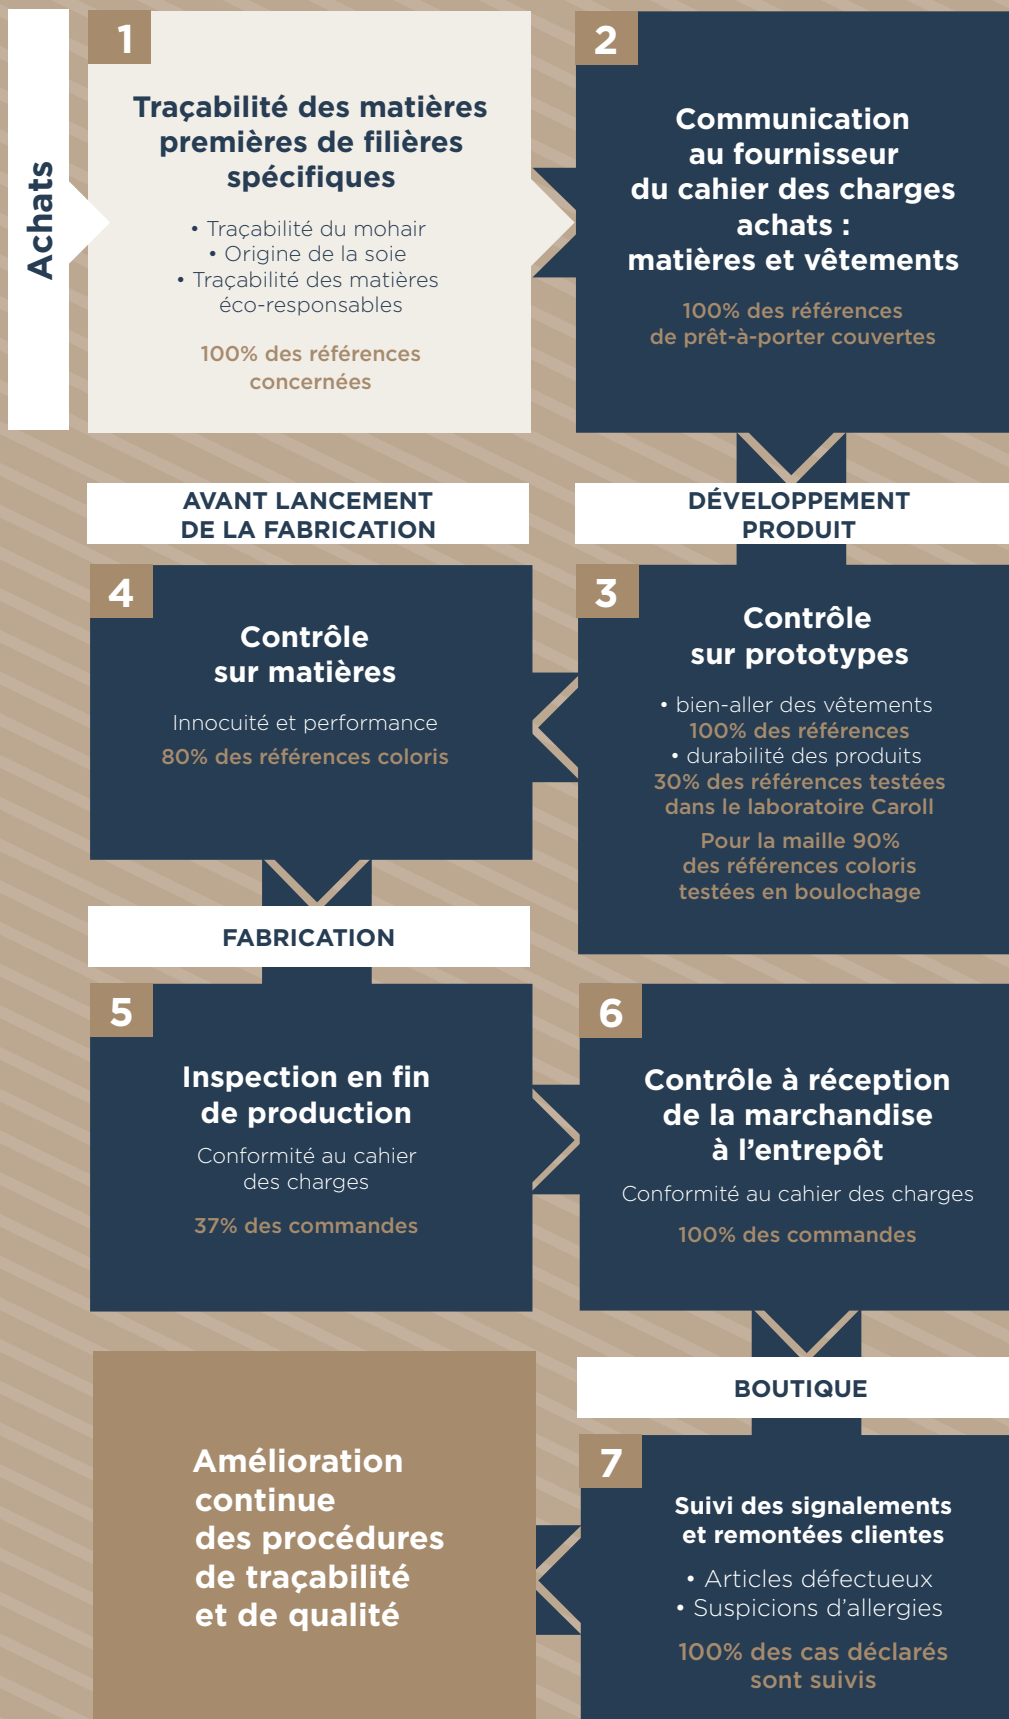 Achats
1
Traçabilité des matières
premières de filières
spécifiques
• Traçabilité du mohair
• Origine de la soie
• Traçabilité des matières
éco-responsables
100% des références
concernées
2
Communication
au fournisseur
du cahier des charges
achats :
matières et vêtements
100% des références
de prêt-à-porter couvertes
DÉVELOPPEMENT
PRODUIT
3
Contrôle
sur prototypes
• bien-aller des vêtements
100% des références
• durabilité des produits
30% des références testées
dans le laboratoire Caroll
Pour la maille 90%
des références coloris
testées en boulochage
AVANT LANCEMENT
DE LA FABRICATION
4
Contrôle
sur matières
Innocuité et performance
80% des références coloris
FABRICATION
5
Inspection en fin
de production
Conformité au cahier
des charges
37% des commandes
6
Contrôle à réception
de la marchandise
à l'entrepôt
Conformité au cahier des charges
100% des commandes
BOUTIQUE
7
Suivi des signalements
et remontées clientes
• Articles défectueux
• Suspicions d'allergies
100% des cas déclarés
sont suivis
Amélioration
continue
des procédures
de traçabilité
et de qualité